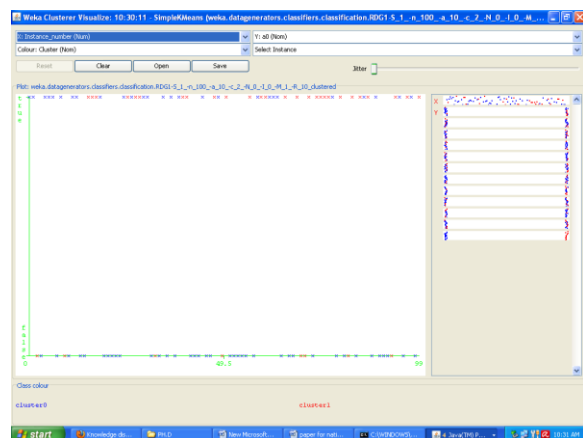 Weka Clusterer Visualize: 10:30:11 - SimpleKMeans (weka.datagenerators.classifiers.classification.RDG1-S_1_-n_100_-a_10_-c_2_-N_0_-I_0_-M_...
X: Instance_number (Num)
Y: a0 (Nom)
Colour: Cluster (Nom)
Select Instance
Reset
Clear
Open
Save
Jitter
Plot: weka.datagenerators.classifiers.classification.RDG1-S_1_-n_100_-a_10_-c_2_-N_0_-I_0_-M_1_-R_10_clustered
X
Y
true
false
0
49.5
99
Class colour
cluster0
cluster1
start
Knowledge dis...
PH.D
New Microsoft...
paper for nati...
C:\WINDOWS\...
Java(TM) P...
10:31 AM